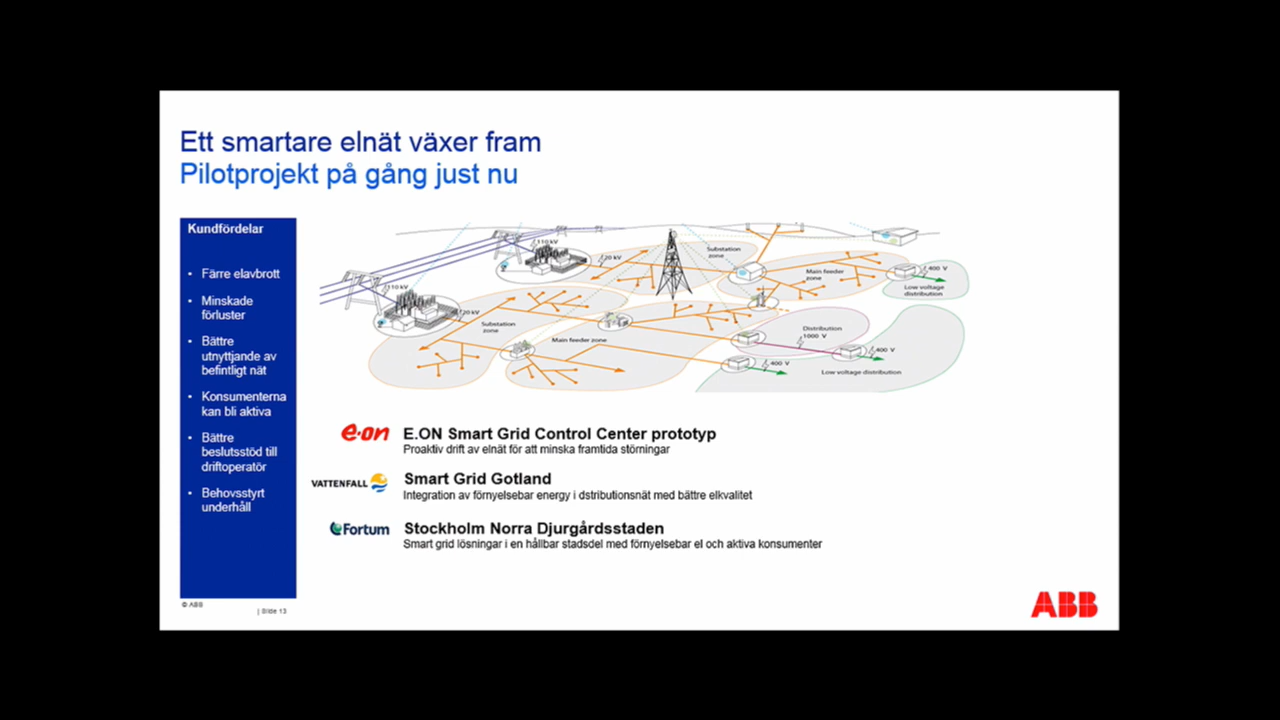 Ett smartare elnät växer fram
Pilotprojekt på gång just nu
Kundfördelar
• Färre elavbrott
• Minskade
förluster
• Bättre
utnyttjande av
befintligt nät
• Konsumenterna
kan bli aktiva
• Bättre
beslutsstöd till
driftoperatör
• Behovsstyrt
underhåll
110 kV
20 kV
Substation
zone
Main feeder
zone
400 V
Low voltage
distribution
110 kV
20 kV
Substation
zone
Main feeder zone
Distribution
1000 V
400 V
400 V
Low voltage distribution
e·on
E.ON Smart Grid Control Center prototyp
Proaktiv drift av elnät för att minska framtida störningar
VATTENFALL
Smart Grid Gotland
Integration av förnyelsebar energy i dstributionsnät med bättre elkvalitet
Fortum
Stockholm Norra Djurgårdsstaden
Smart grid lösningar i en hållbar stadsdel med förnyelsebar el och aktiva konsumenter
© ABB
| Slide 13
ABB